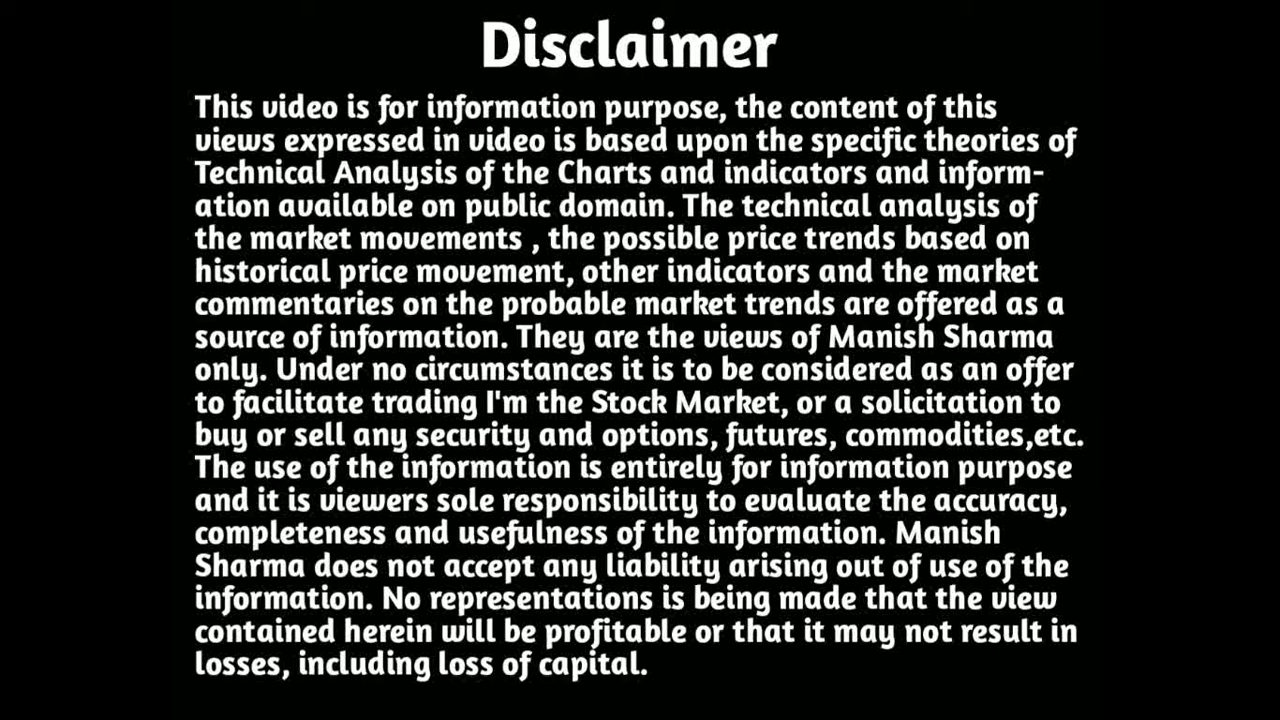 Disclaimer
This video is for information purpose, the content of this
views expressed in video is based upon the specific theories of
Technical Analysis of the Charts and indicators and inform-
ation available on public domain. The technical analysis of
the market movements , the possible price trends based on
historical price movement, other indicators and the market
commentaries on the probable market trends are offered as a
source of information. They are the views of Manish Sharma
only. Under no circumstances it is to be considered as an offer
to facilitate trading I'm the Stock Market, or a solicitation to
buy or sell any security and options, futures, commodities,etc.
The use of the information is entirely for information purpose
and it is viewers sole responsibility to evaluate the accuracy,
completeness and usefulness of the information. Manish
Sharma does not accept any liability arising out of use of the
information. No representations is being made that the view
contained herein will be profitable or that it may not result in
losses, including loss of capital.